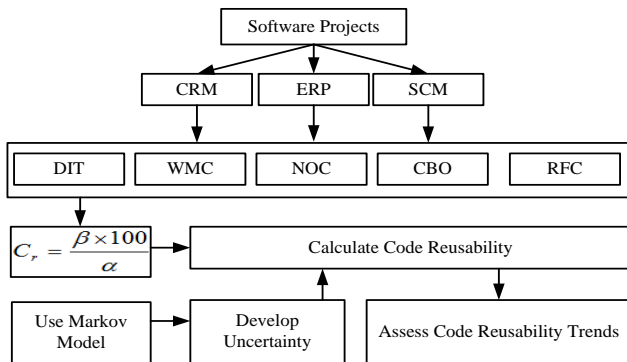 Software Projects
CRM
ERP
SCM
DIT
WMC
NOC
CBO
RFC
C_r = β×100/α
Calculate Code Reusability
Use Markov
Model
Develop
Uncertainty
Assess Code Reusability Trends